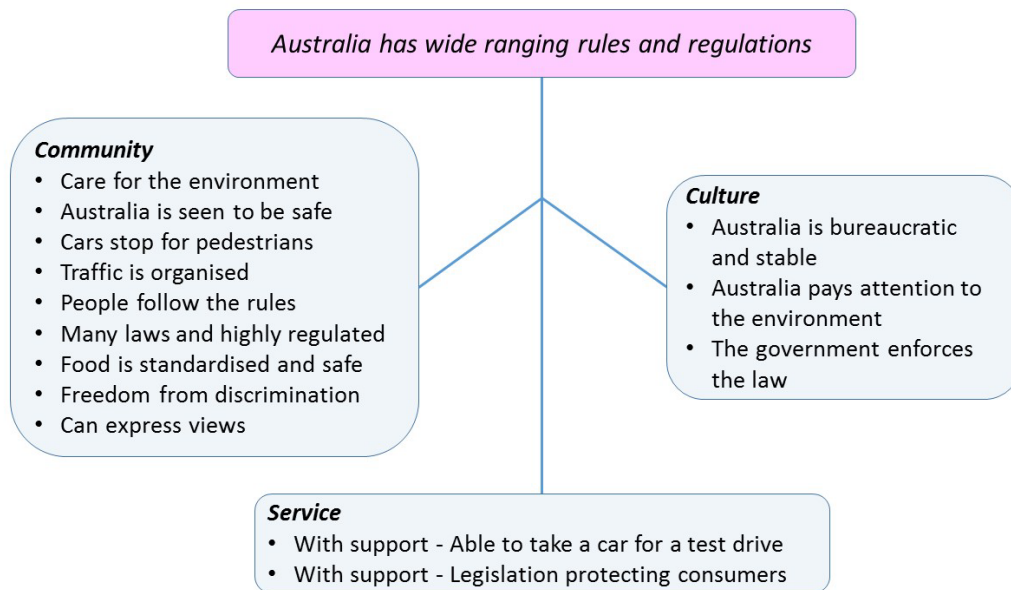 Australia has wide ranging rules and regulations
Community
• Care for the environment
• Australia is seen to be safe
• Cars stop for pedestrians
• Traffic is organised
• People follow the rules
• Many laws and highly regulated
• Food is standardised and safe
• Freedom from discrimination
• Can express views
Culture
• Australia is bureaucratic
and stable
• Australia pays attention to
the environment
• The government enforces
the law
Service
• With support - Able to take a car for a test drive
• With support - Legislation protecting consumers